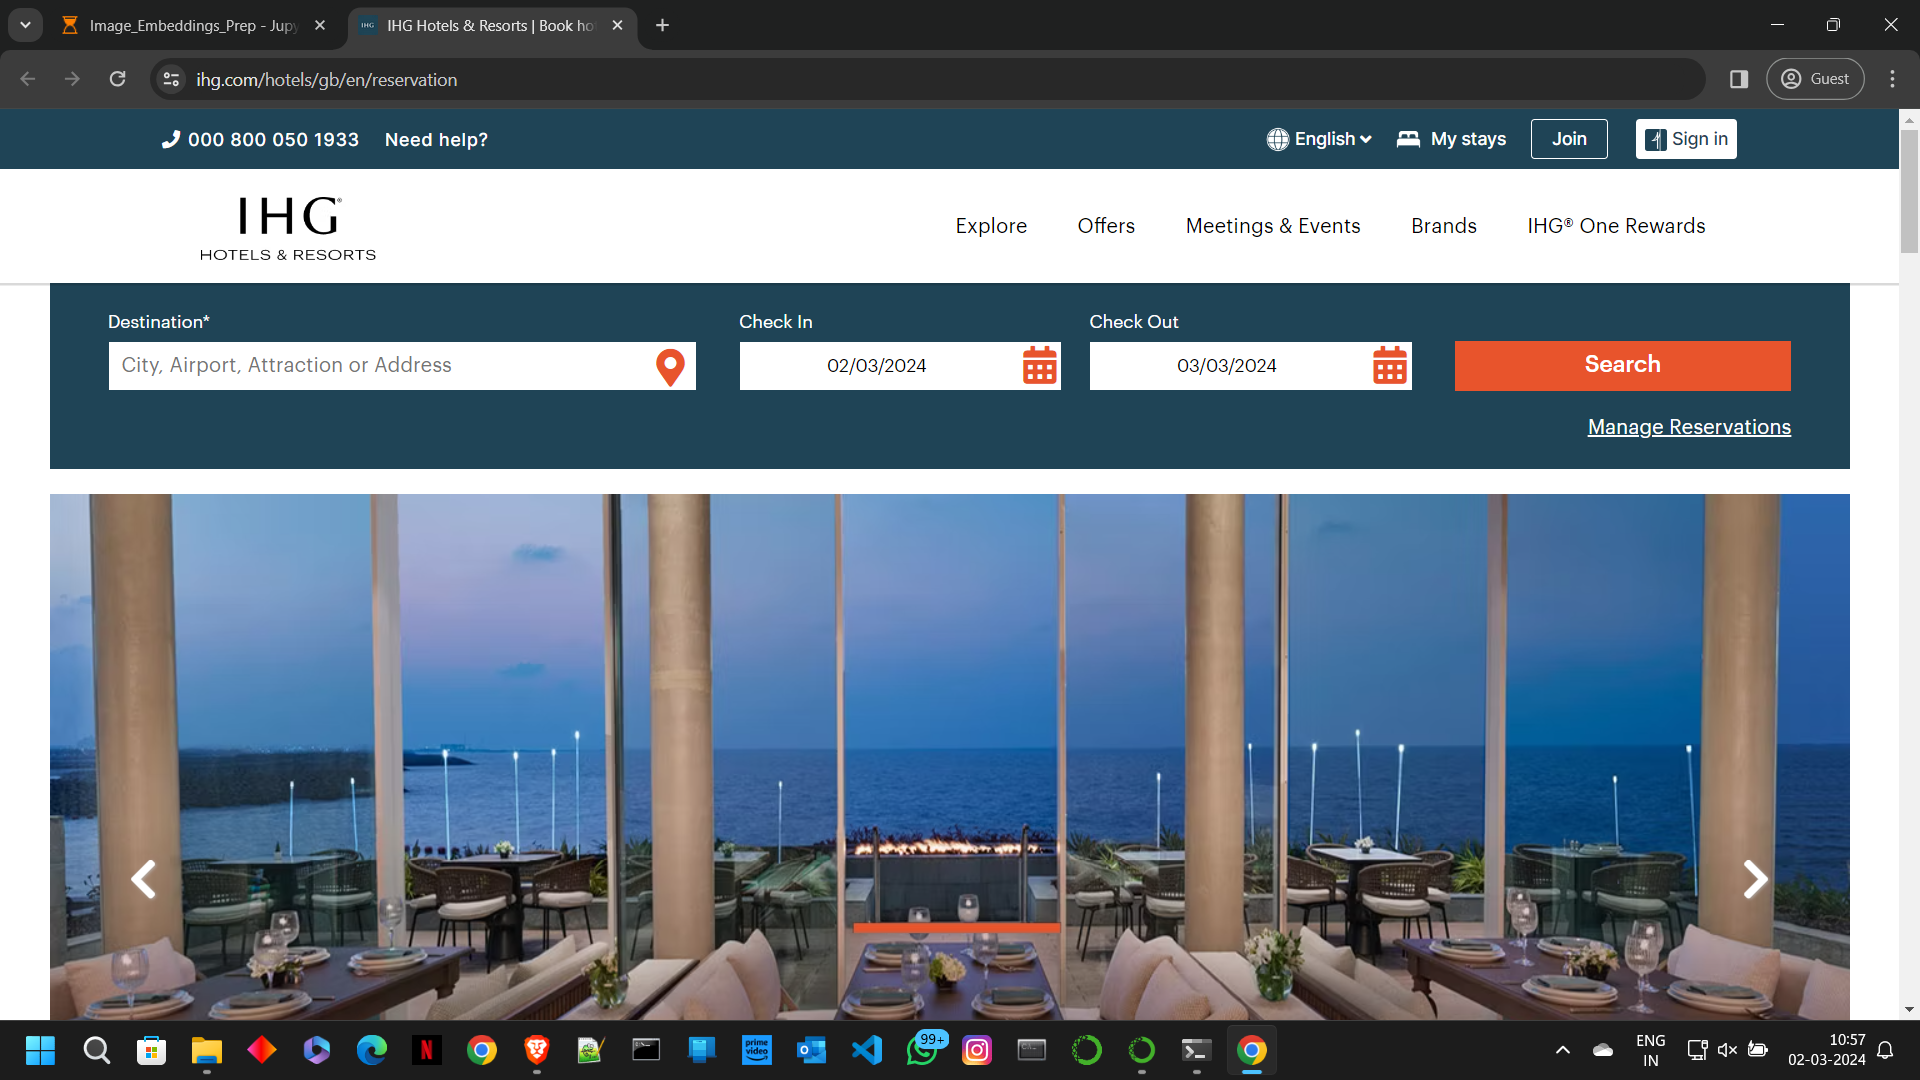 Image_Embeddings_Prep - Jupy
IHG Hotels & Resorts | Book ho
ihg.com/hotels/gb/en/reservation
Guest
000 800 050 1933 Need help?
English My stays Join Sign in
IHG®
HOTELS & RESORTS
Explore Offers Meetings & Events Brands IHG® One Rewards
Destination* Check In Check Out
City, Airport, Attraction or Address 02/03/2024 03/03/2024 Search
Manage Reservations
N
prime
video
99+
ENG
IN
10:57
02-03-2024